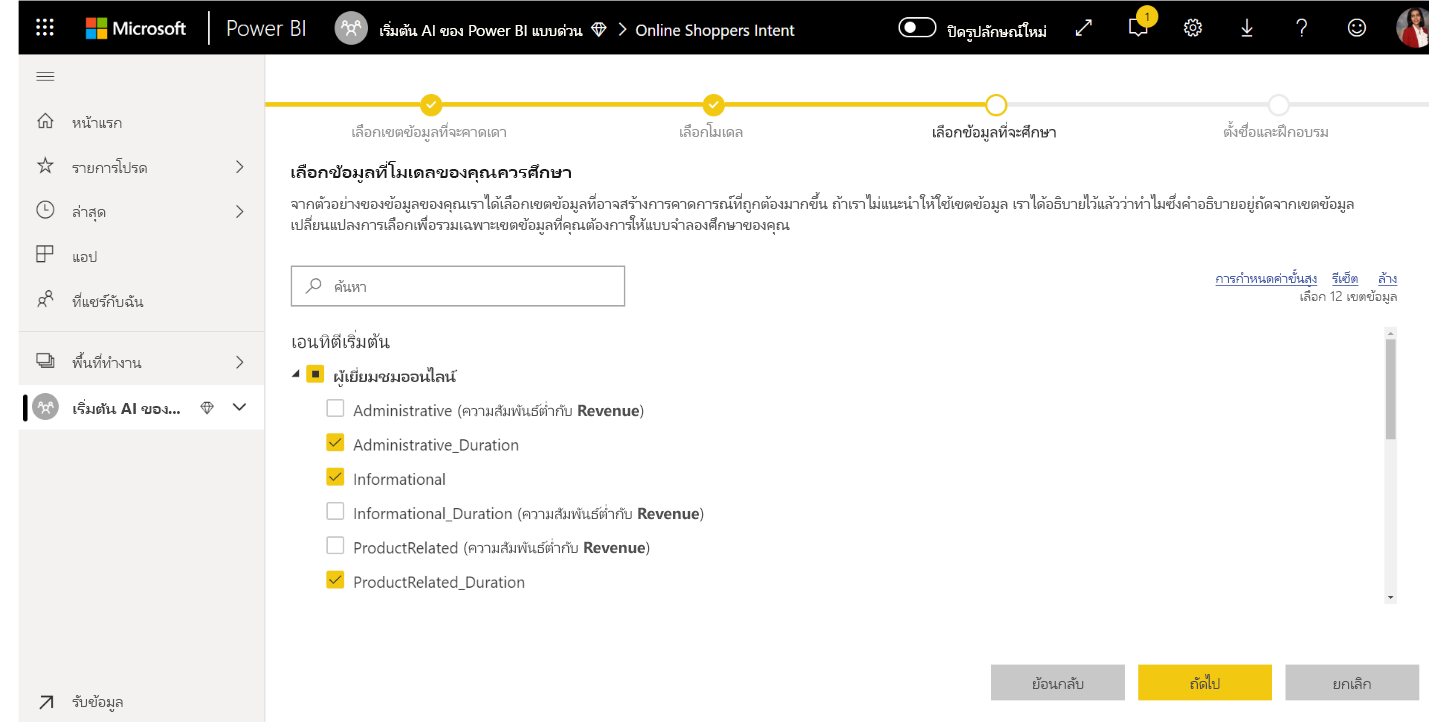 Microsoft Power BI เริ่มต้น AI ของ Power BI แบบด่วน > Online Shoppers Intent ปิดรูปลักษณ์ใหม่ 1
หน้าแรก
รายการโปรด
ล่าสุด
แอป
ที่แชร์กับฉัน
พื้นที่ทำงาน
เริ่มต้น AI ของ...
รับข้อมูล
เลือกเขตข้อมูลที่จะคาดเดา
เลือกโมเดล
เลือกข้อมูลที่จะศึกษา
ตั้งชื่อและฝึกอบรม
เลือกข้อมูลที่โมเดลของคุณควรศึกษา
จากตัวอย่างของข้อมูลของคุณเราได้เลือกเขตข้อมูลที่อาจสร้างการคาดการณ์ที่ถูกต้องมากขึ้น ถ้าเราไม่แนะนำให้ใช้เขตข้อมูล เราได้อธิบายไว้แล้วว่าทำไมซึ่งคำอธิบายอยู่ถัดจากเขตข้อมูล
เปลี่ยนแปลงการเลือกเพื่อรวมเฉพาะเขตข้อมูลที่คุณต้องการให้แบบจำลองศึกษาของคุณ
ค้นหา
การกำหนดค่าขั้นสูง รีเซ็ต ล้าง
เลือก 12 เขตข้อมูล
เอนทิตีเริ่มต้น
ผู้เยี่ยมชมออนไลน์
Administrative (ความสัมพันธ์ต่ำกับ Revenue)
Administrative_Duration
Informational
Informational_Duration (ความสัมพันธ์ต่ำกับ Revenue)
ProductRelated (ความสัมพันธ์ต่ำกับ Revenue)
ProductRelated_Duration
ย้อนกลับ
ถัดไป
ยกเลิก